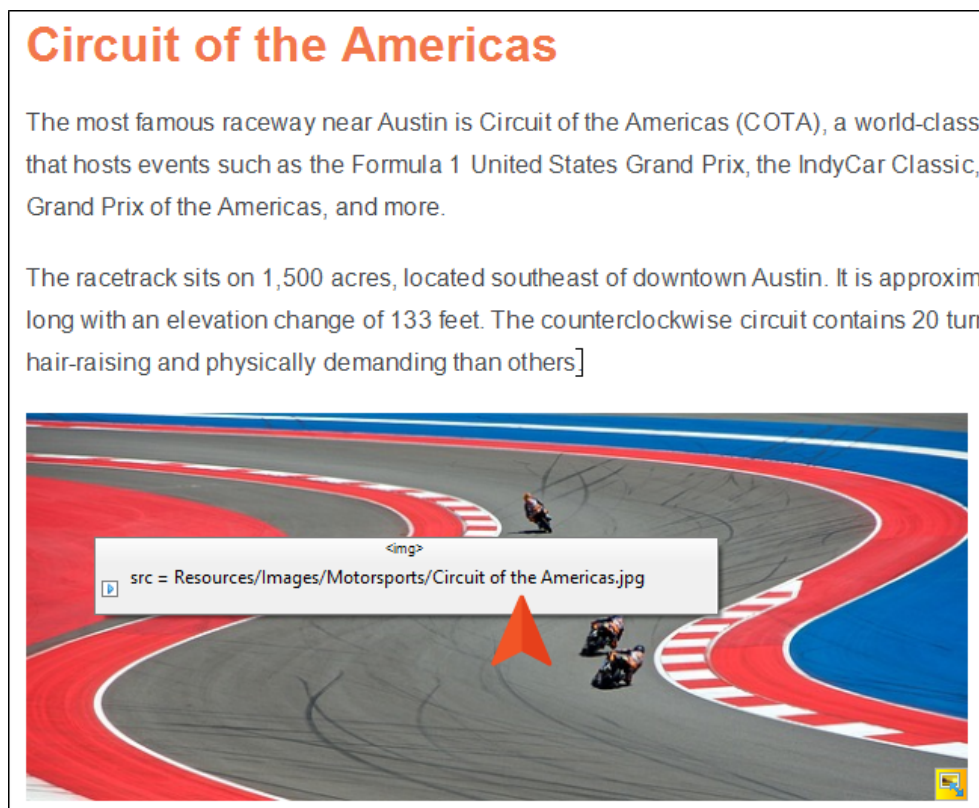 Circuit of the Americas
The most famous raceway near Austin is Circuit of the Americas (COTA), a world-class
that hosts events such as the Formula 1 United States Grand Prix, the IndyCar Classic,
Grand Prix of the Americas, and more.
The racetrack sits on 1,500 acres, located southeast of downtown Austin. It is approxim
long with an elevation change of 133 feet. The counterclockwise circuit contains 20 turn
hair-raising and physically demanding than others]
<img>
src = Resources/Images/Motorsports/Circuit of the Americas.jpg